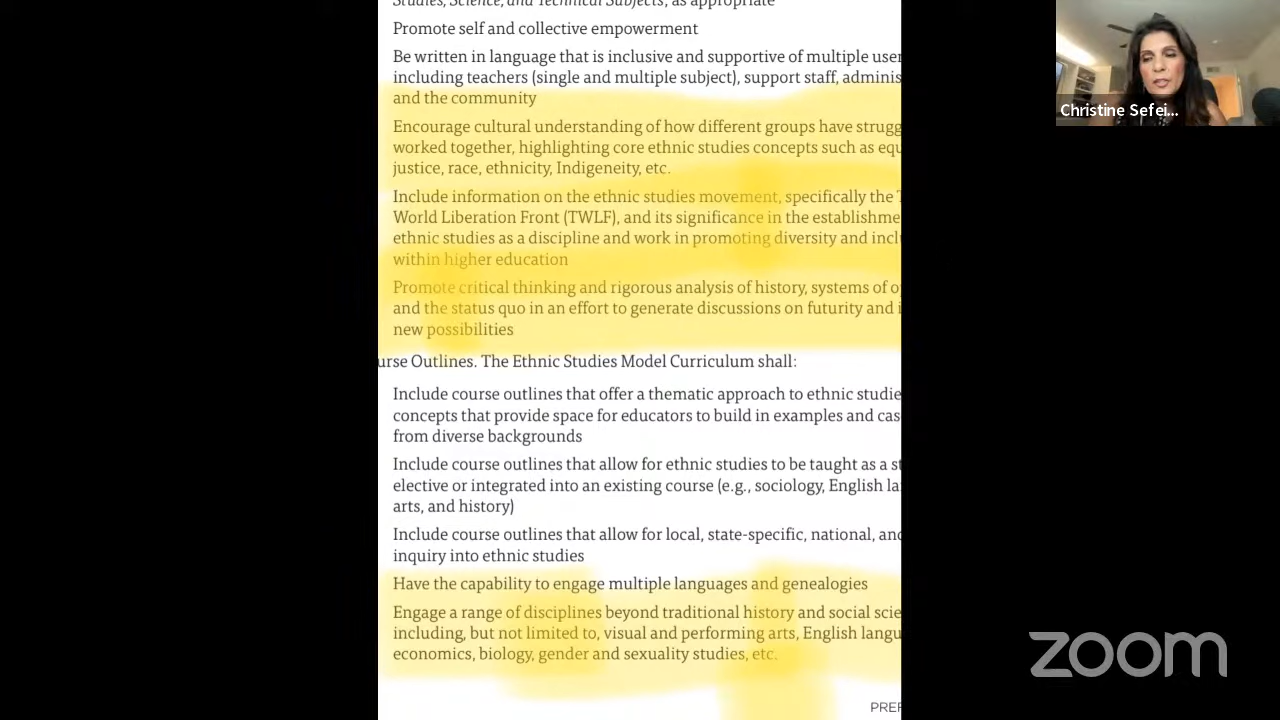 Studies, Science, and Technical Subjects, as appropriate
Promote self and collective empowerment
Be written in language that is inclusive and supportive of multiple user
including teachers (single and multiple subject), support staff, adminis
and the community
Encourage cultural understanding of how different groups have strugg
worked together, highlighting core ethnic studies concepts such as equ
justice, race, ethnicity, Indigeneity, etc.
Include information on the ethnic studies movement, specifically the T
World Liberation Front (TWLF), and its significance in the establishme
ethnic studies as a discipline and work in promoting diversity and inclu
within higher education
Promote critical thinking and rigorous analysis of history, systems of op
and the status quo in an effort to generate discussions on futurity and i
new possibilities
urse Outlines. The Ethnic Studies Model Curriculum shall:
Include course outlines that offer a thematic approach to ethnic studie
concepts that provide space for educators to build in examples and cas
from diverse backgrounds
Include course outlines that allow for ethnic studies to be taught as a st
elective or integrated into an existing course (e.g., sociology, English la
arts, and history)
Include course outlines that allow for local, state-specific, national, and
inquiry into ethnic studies
Have the capability to engage multiple languages and genealogies
Engage a range of disciplines beyond traditional history and social scie
including, but not limited to, visual and performing arts, English langu
economics, biology, gender and sexuality studies, etc.
PREF
Christine Sefei...
zoom